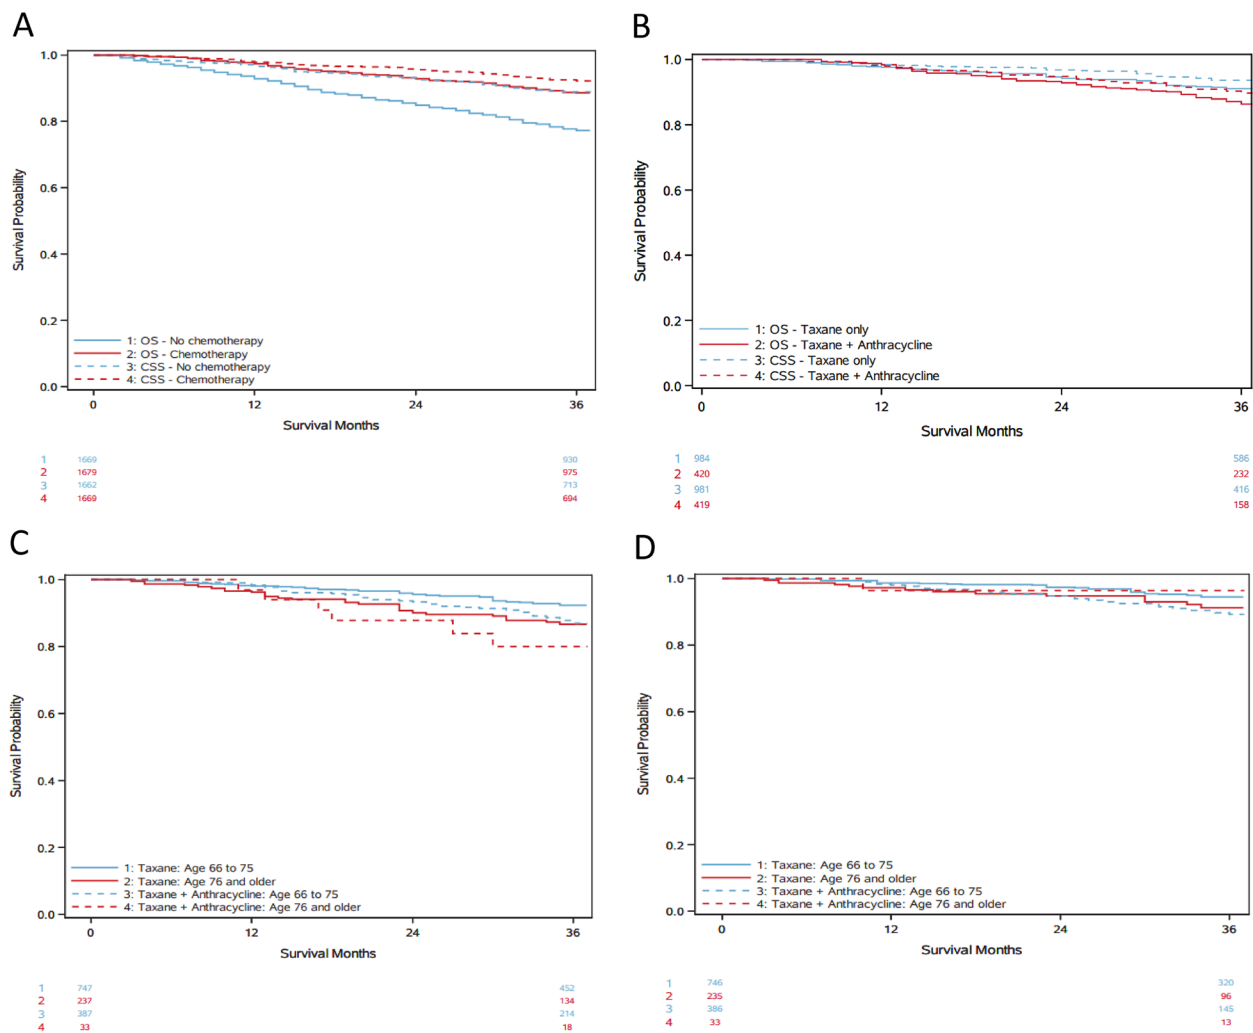 A
1.0
0.8
0.6
0.4
0.2
0.0
Survival Probability
1: OS - No chemotherapy
2: OS - Chemotherapy
3: CSS - No chemotherapy
4: CSS - Chemotherapy
0 12 24 36
Survival Months
1 1669 930
2 1679 975
3 1662 713
4 1669 694
B
1.0
0.8
0.6
0.4
0.2
0.0
Survival Probability
1: OS - Taxane only
2: OS - Taxane + Anthracycline
3: CSS - Taxane only
4: CSS - Taxane + Anthracycline
0 12 24 36
Survival Months
1 984 586
2 420 232
3 981 416
4 419 158
C
1.0
0.8
0.6
0.4
0.2
0.0
Survival Probability
1: Taxane: Age 66 to 75
2: Taxane: Age 76 and older
3: Taxane + Anthracycline: Age 66 to 75
4: Taxane + Anthracycline: Age 76 and older
0 12 24 36
Survival Months
1 747 452
2 237 134
3 387 214
4 33 18
D
1.0
0.8
0.6
0.4
0.2
0.0
Survival Probability
1: Taxane: Age 66 to 75
2: Taxane: Age 76 and older
3: Taxane + Anthracycline: Age 66 to 75
4: Taxane + Anthracycline: Age 76 and older
0 12 24 36
Survival Months
1 746 320
2 235 96
3 386 145
4 33 13